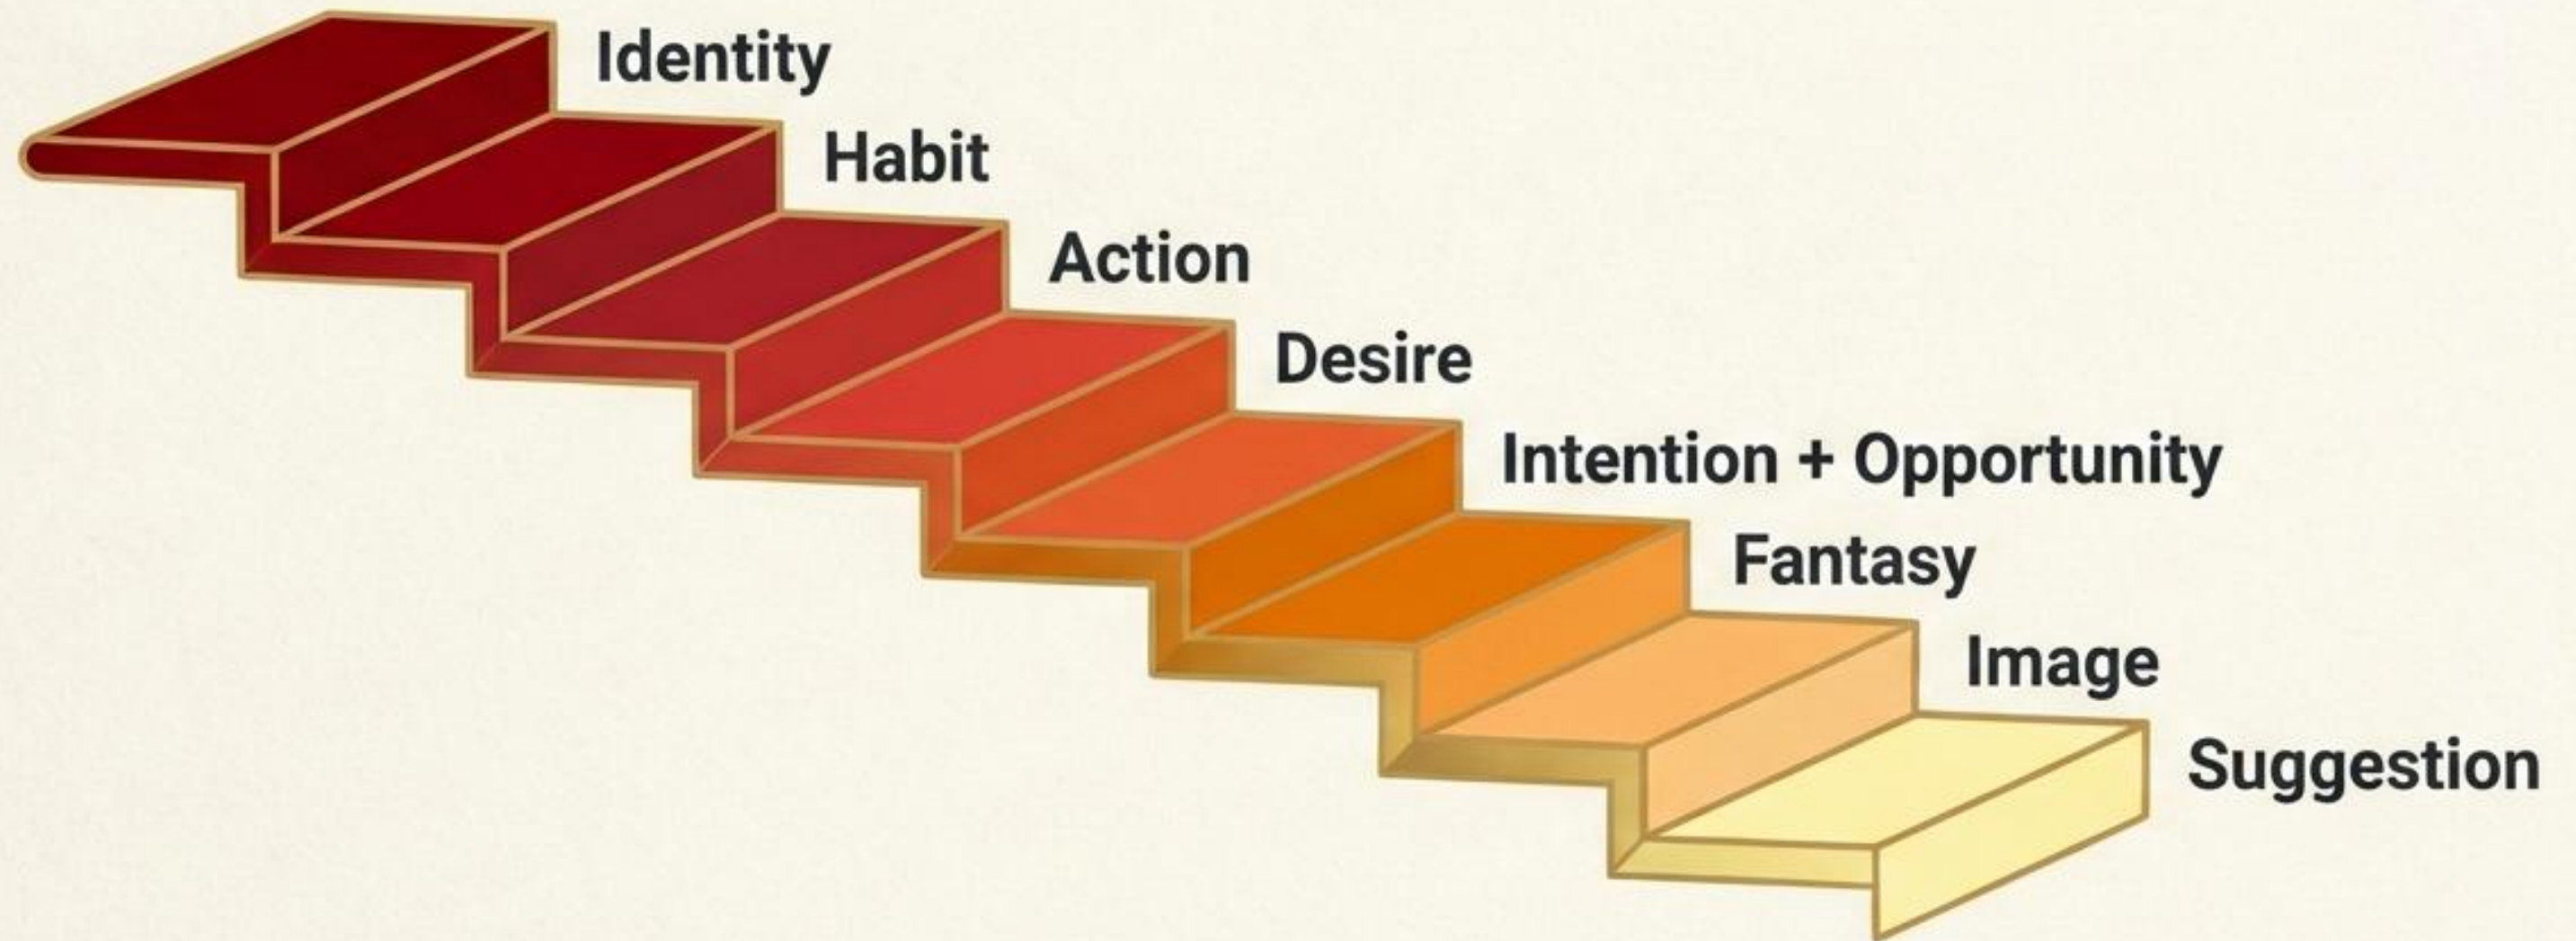 Identity
Habit
Action
Desire
Intention + Opportunity
Fantasy
Image
Suggestion